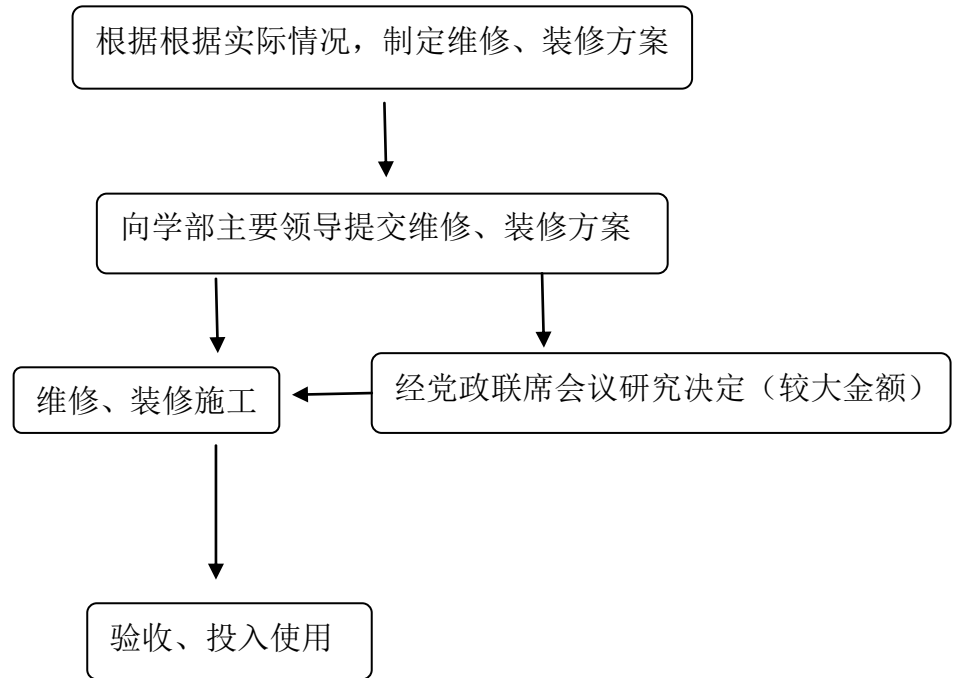 根据根据实际情况，制定维修、装修方案
向学部主要领导提交维修、装修方案
维修、装修施工
经党政联席会议研究决定（较大金额）
验收、投入使用